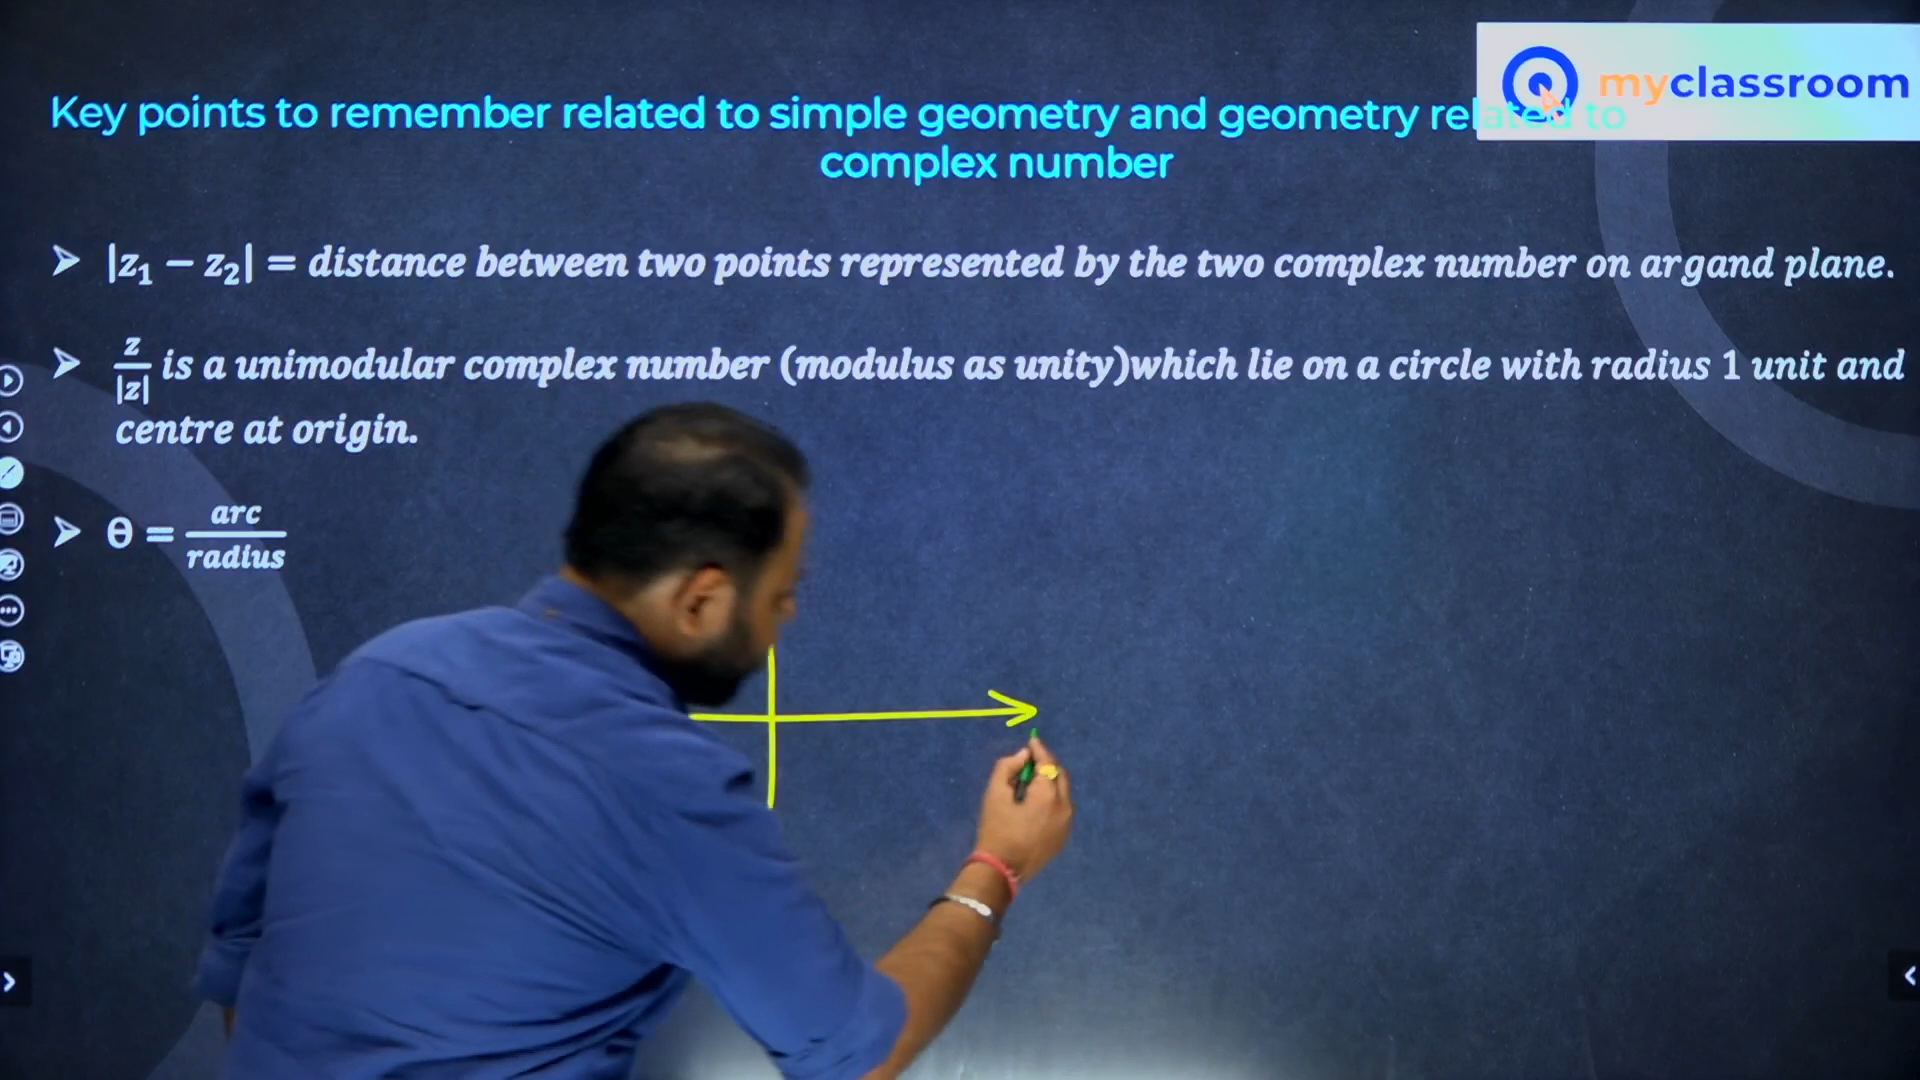 myclassroom
Key points to remember related to simple geometry and geometry related to
complex number
➤ |z₁ − z₂| = distance between two points represented by the two complex number on argand plane.
➤ z/|z| is a unimodular complex number (modulus as unity)which lie on a circle with radius 1 unit and
centre at origin.
➤ θ = arc/radius